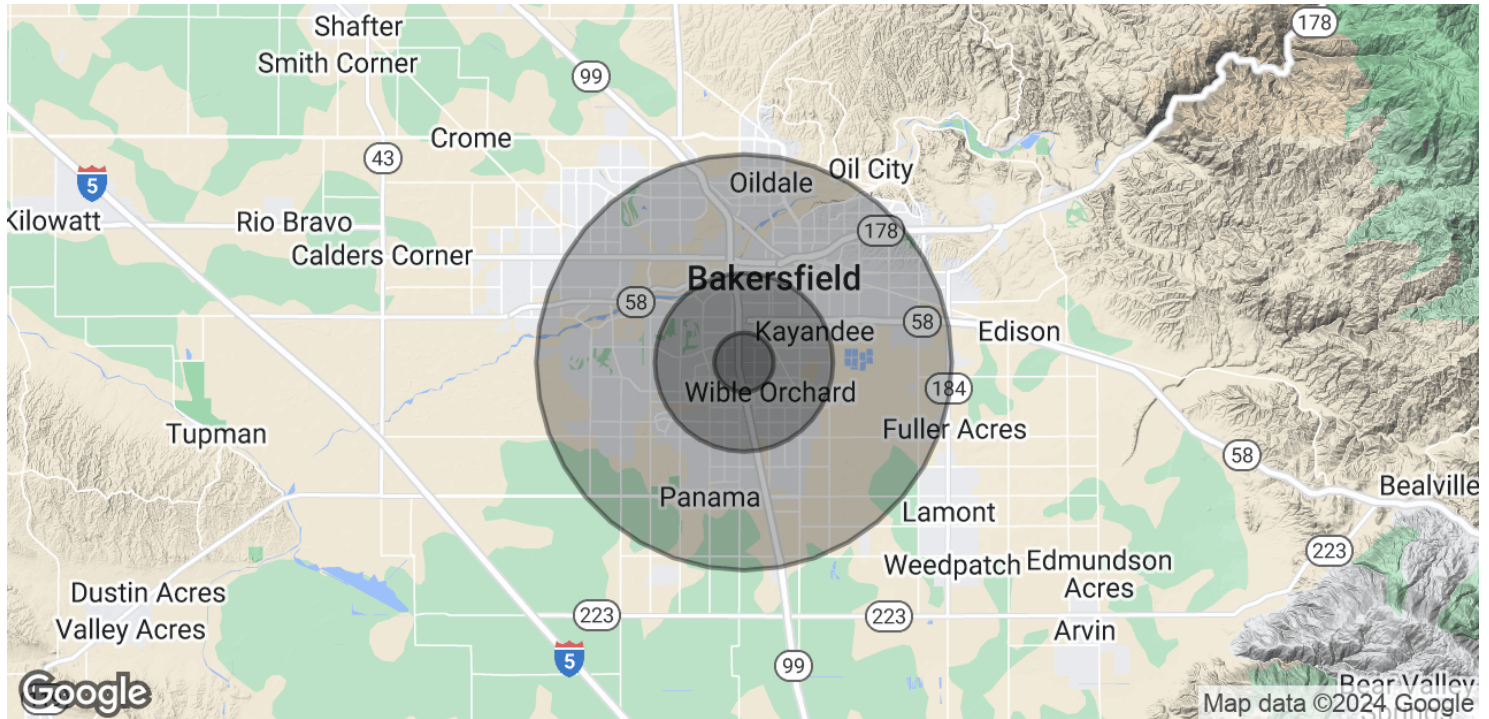 Shafter
178
Smith Corner
99
Crome
43
Oil City
Oildale
5
Kilowatt
Rio Bravo
178
Calders Corner
Bakersfield
58
58
Kayandee
Edison
184
Wible Orchard
Tupman
Fuller Acres
58
Panama
Bealville
Lamont
223
Weedpatch
Edmundson
Acres
Dustin Acres
223
223
Valley Acres
Arvin
5
99
Google
Bear Valley
Map data ©2024 Google